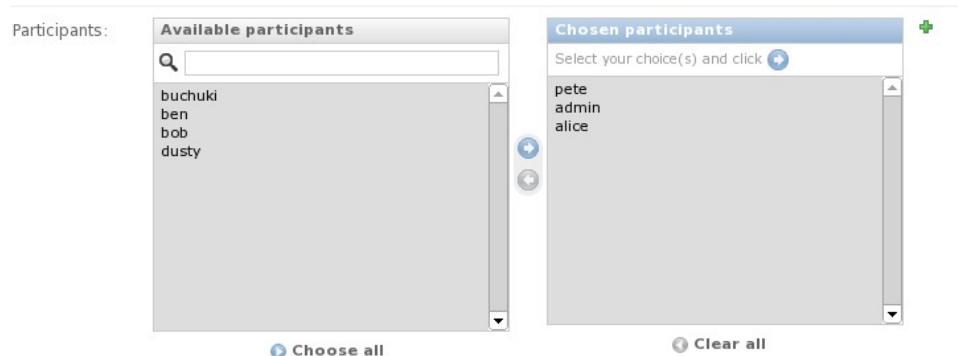 Participants:
Available participants
buchuki
ben
bob
dusty
Choose all
Chosen participants
Select your choice(s) and click
pete
admin
alice
Clear all